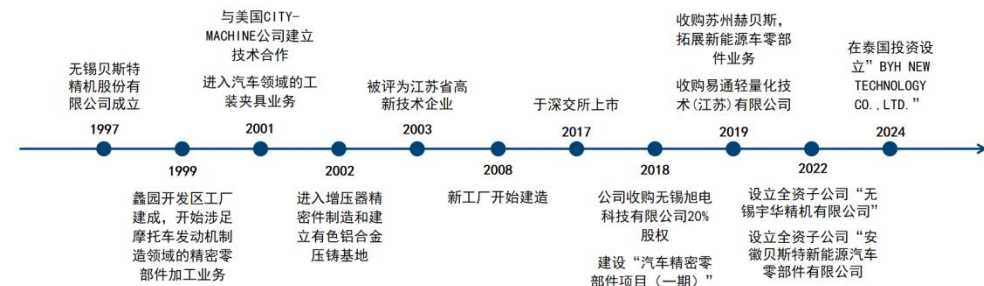 无锡贝斯特
精机股份有
限公司成立
1997
1999
蠡园开发区工厂
建成，开始涉足
摩托车发动机制
造领域的精密零
部件加工业务
与美国CITY-
MACHINE公司建立
技术合作
进入汽车领域的工
装夹具业务
2001
2002
进入增压器精
密件制造和建
立有色铝合金
压铸基地
被评为江苏省高
新技术企业
2003
2008
新工厂开始建造
于深交所上市
2017
2018
公司收购无锡旭电
科技有限公司20%
股权
建设“汽车精密零
部件项目（一期）”
收购苏州赫贝斯，
拓展新能源车零部
件业务
收购易通轻量化技
术(江苏)有限公司
2019
2022
设立全资子公司“无
锡宇华精机有限公司”
设立全资子公司“安
徽贝斯特新能源汽车
零部件有限公司
在泰国投资设
立”BYH NEW
TECHNOLOGY
CO.,LTD.”
2024